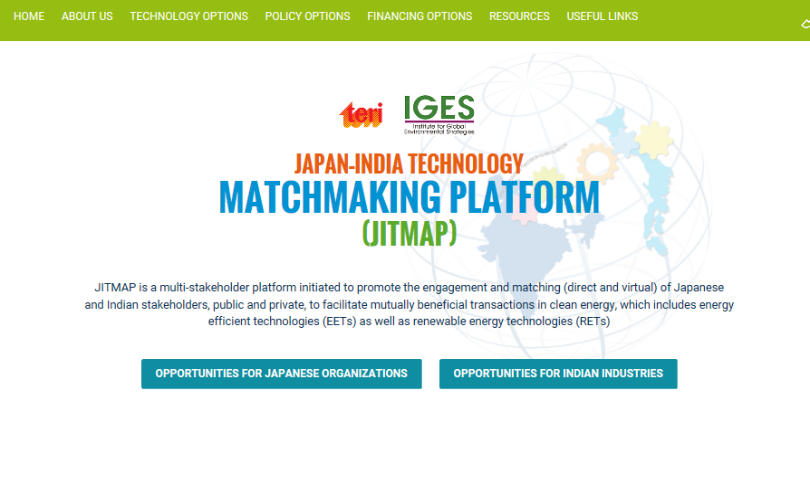 HOME ABOUT US TECHNOLOGY OPTIONS POLICY OPTIONS FINANCING OPTIONS RESOURCES USEFUL LINKS
teri IGES
Institute for Global
Environmental Strategies
JAPAN-INDIA TECHNOLOGY
MATCHMAKING PLATFORM
(JITMAP)
JITMAP is a multi-stakeholder platform initiated to promote the engagement and matching (direct and virtual) of Japanese
and Indian stakeholders, public and private, to facilitate mutually beneficial transactions in clean energy, which includes energy
efficient technologies (EETs) as well as renewable energy technologies (RETs)
OPPORTUNITIES FOR JAPANESE ORGANIZATIONS OPPORTUNITIES FOR INDIAN INDUSTRIES